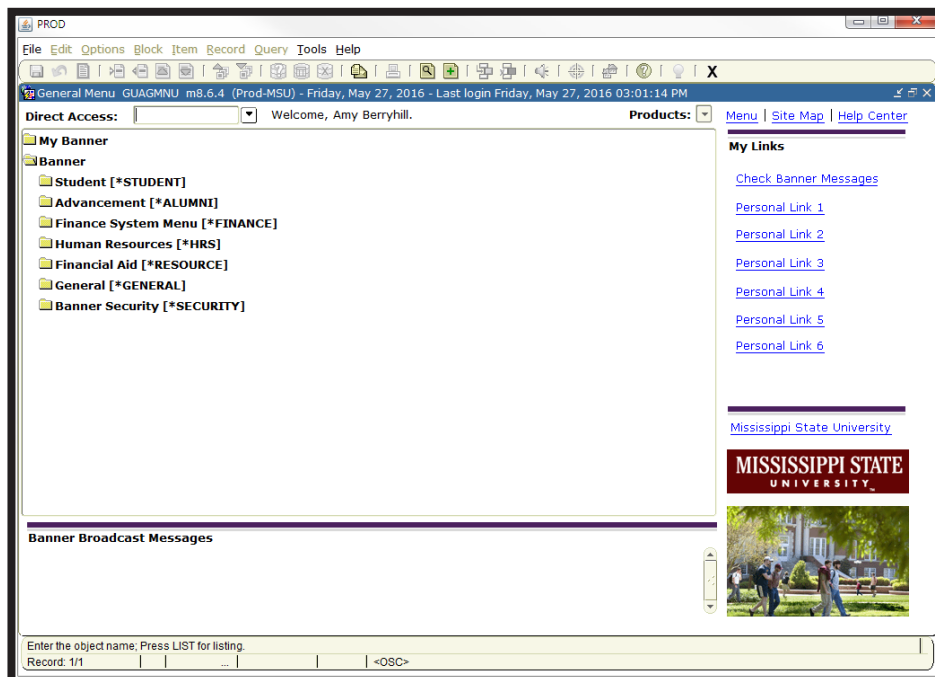 PROD
File Edit Options Block Item Record Query Tools Help
X
General Menu GUAGMNU m8.6.4 (Prod-MSU) - Friday, May 27, 2016 - Last login Friday, May 27, 2016 03:01:14 PM
Direct Access: Welcome, Amy Berryhill. Products: Menu | Site Map | Help Center
My Banner
Banner
Student [*STUDENT]
Advancement [*ALUMNI]
Finance System Menu [*FINANCE]
Human Resources [*HRS]
Financial Aid [*RESOURCE]
General [*GENERAL]
Banner Security [*SECURITY]
My Links
Check Banner Messages
Personal Link 1
Personal Link 2
Personal Link 3
Personal Link 4
Personal Link 5
Personal Link 6
Mississippi State University
MISSISSIPPI STATE
UNIVERSITY™
Banner Broadcast Messages
Enter the object name; Press LIST for listing.
Record: 1/1 ... <OSC>